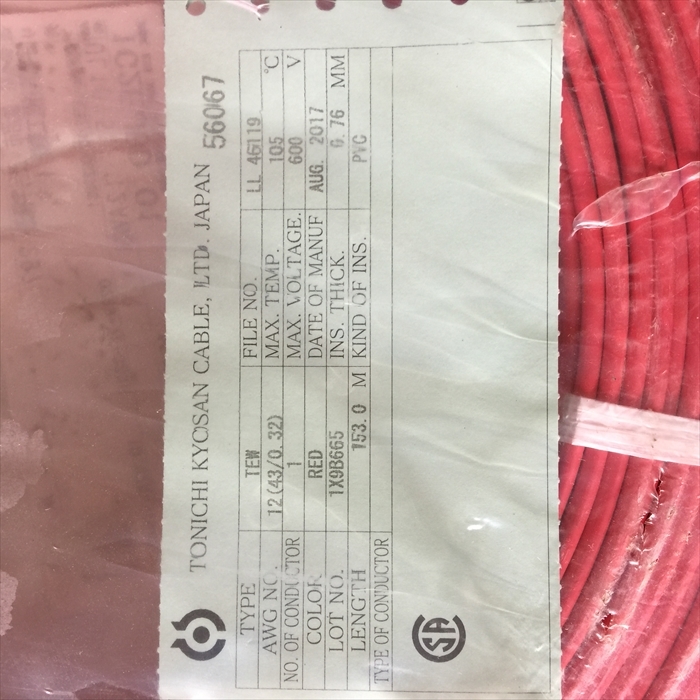 TONICHI KYOSAN CABLE, LTD. JAPAN 56067
TYPE TEW FILE NO. LL 46119
AWG NO. 12 (43/0.32) MAX. TEMP. 105 °C
NO. OF CONDUCTOR 1 MAX. VOLTAGE. 600 V
COLOR RED DATE OF MANUF AUG. 2017
LOT NO. 1X9B665 INS. THICK. 0.76 MM
LENGTH 153.0 M KIND OF INS. PVC
TYPE OF CONDUCTOR
SA